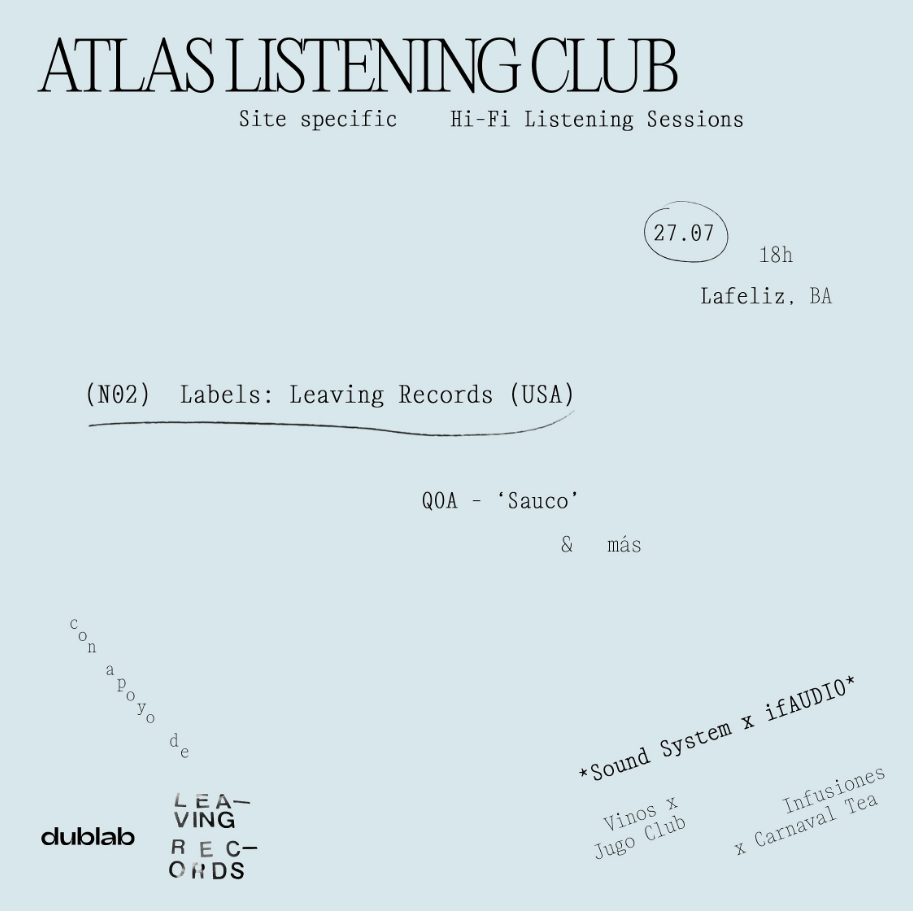 ATLAS LISTENING CLUB
Site specific Hi-Fi Listening Sessions
27.07
18h
Lafeliz, BA
(N02) Labels: Leaving Records (USA)
QOA - ‘Sauco’
& más
con apoyo de
*Sound System x ifAUDIO*
Vinos x
Jugo Club
Infusiones
x Carnaval Tea
dublab
LEA—
VING
REC—
ORDS